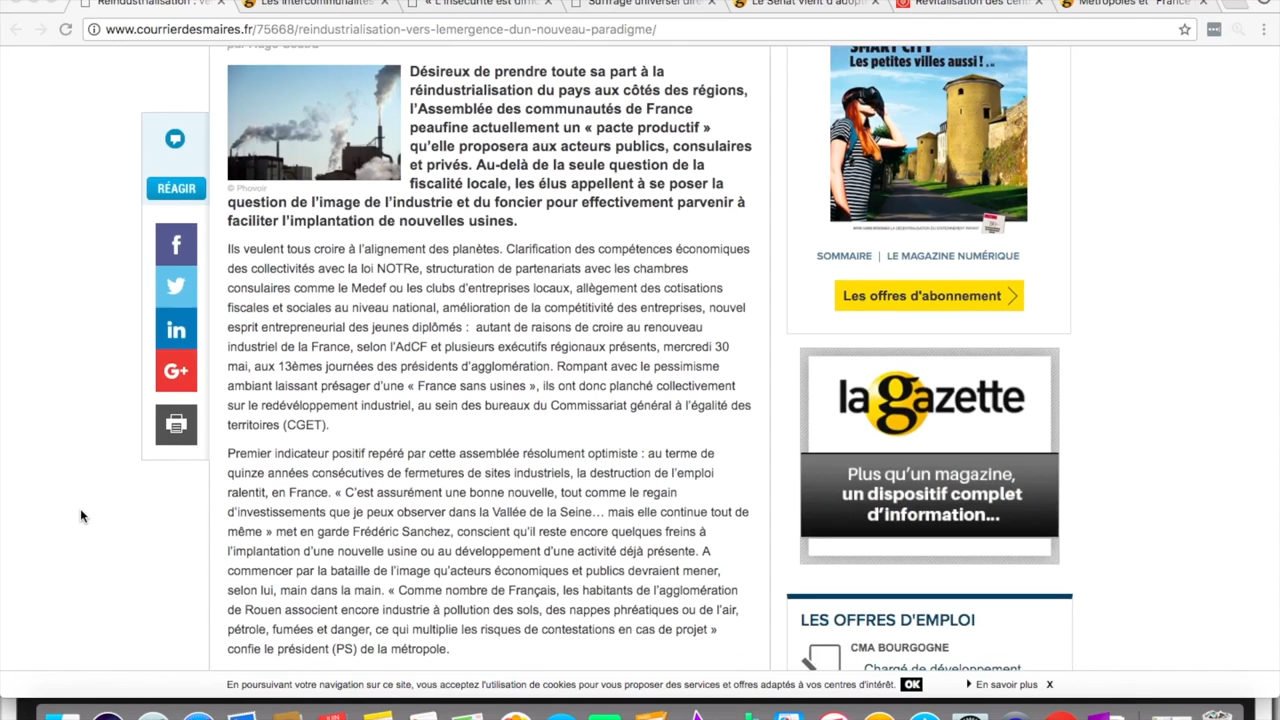 Réindustrialisation : ve
Les intercommunalités
« L'insécurité est diffic
Suffrage universel direc
Le Sénat vient d'adopt
Revitalisation des cent
Métropoles et "France
www.courrierdesmaires.fr/75668/reindustrialisation-vers-lemergence-dun-nouveau-paradigme/
Désireux de prendre toute sa part à la
réindustrialisation du pays aux côtés des régions,
l'Assemblée des communautés de France
peaufine actuellement un « pacte productif »
qu'elle proposera aux acteurs publics, consulaires
et privés. Au-delà de la seule question de la
fiscalité locale, les élus appellent à se poser la
© Phovoir
question de l'image de l'industrie et du foncier pour effectivement parvenir à
faciliter l'implantation de nouvelles usines.
Ils veulent tous croire à l'alignement des planètes. Clarification des compétences économiques
des collectivités avec la loi NOTRe, structuration de partenariats avec les chambres
consulaires comme le Medef ou les clubs d'entreprises locaux, allègement des cotisations
fiscales et sociales au niveau national, amélioration de la compétitivité des entreprises, nouvel
esprit entrepreneurial des jeunes diplômés : autant de raisons de croire au renouveau
industriel de la France, selon l'AdCF et plusieurs exécutifs régionaux présents, mercredi 30
mai, aux 13èmes journées des présidents d'agglomération. Rompant avec le pessimisme
ambiant laissant présager d'une « France sans usines », ils ont donc planché collectivement
sur le redévéloppement industriel, au sein des bureaux du Commissariat général à l'égalité des
territoires (CGET).
Premier indicateur positif repéré par cette assemblée résolument optimiste : au terme de
quinze années consécutives de fermetures de sites industriels, la destruction de l'emploi
ralentit, en France. « C'est assurément une bonne nouvelle, tout comme le regain
d'investissements que je peux observer dans la Vallée de la Seine… mais elle continue tout de
même » met en garde Frédéric Sanchez, conscient qu'il reste encore quelques freins à
l'implantation d'une nouvelle usine ou au développement d'une activité déjà présente. A
commencer par la bataille de l'image qu'acteurs économiques et publics devraient mener,
selon lui, main dans la main. « Comme nombre de Français, les habitants de l'agglomération
de Rouen associent encore industrie à pollution des sols, des nappes phréatiques ou de l'air,
pétrole, fumées et danger, ce qui multiplie les risques de contestations en cas de projet »
confie le président (PS) de la métropole.
RÉAGIR
f
in
G+
SMART CITY
Les petites villes aussi !..
SOMMAIRE | LE MAGAZINE NUMÉRIQUE
Les offres d'abonnement
la gazette
Plus qu'un magazine,
un dispositif complet
d'information...
LES OFFRES D'EMPLOI
CMA BOURGOGNE
Chargé de développement
En poursuivant votre navigation sur ce site, vous acceptez l'utilisation de cookies pour vous proposer des services et offres adaptés à vos centres d'intérêt. OK
En savoir plus X